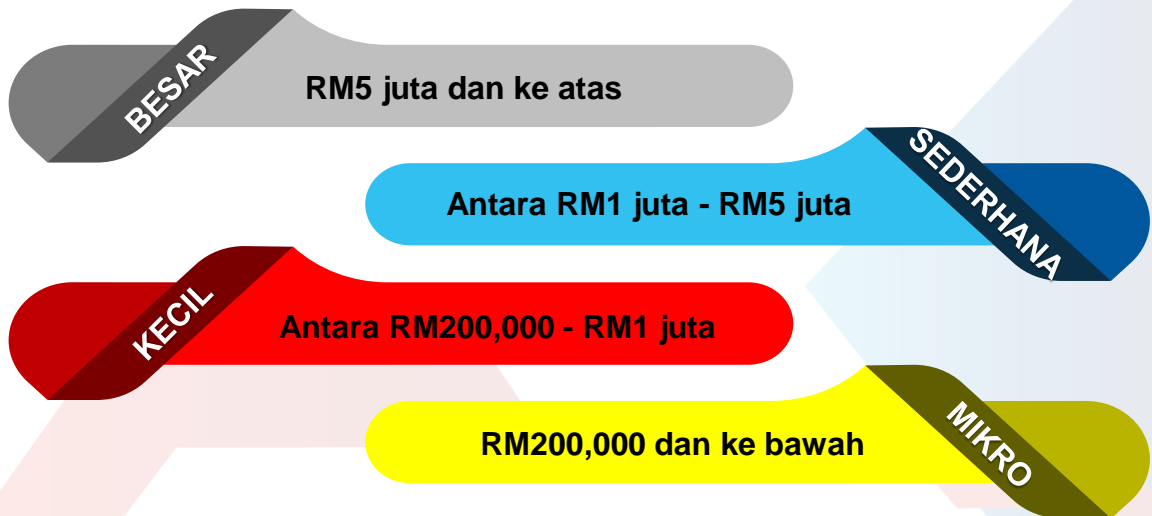 BESAR
RM5 juta dan ke atas
SEDERHANA
Antara RM1 juta - RM5 juta
KECIL
Antara RM200,000 - RM1 juta
MIKRO
RM200,000 dan ke bawah